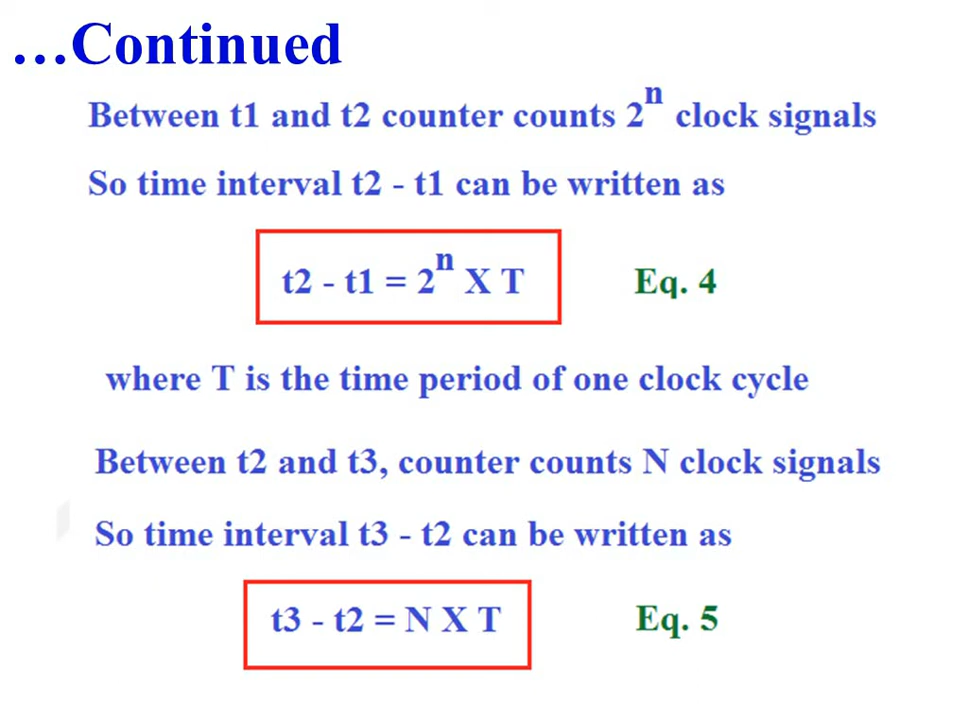 …Continued
Between t1 and t2 counter counts 2^n clock signals
So time interval t2 - t1 can be written as
t2 - t1 = 2^n X T Eq. 4
where T is the time period of one clock cycle
Between t2 and t3, counter counts N clock signals
So time interval t3 - t2 can be written as
t3 - t2 = N X T Eq. 5